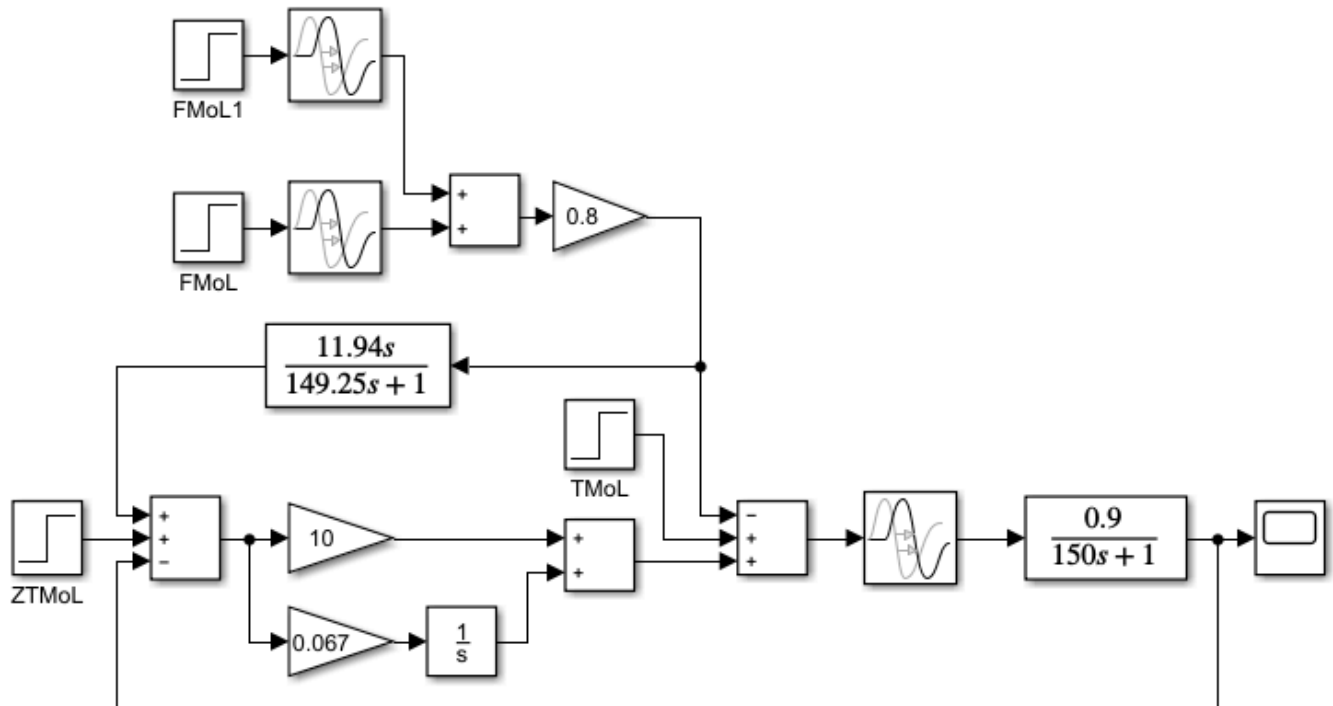 FMoL1
+
+
0.8
FMoL
11.94s
149.25s + 1
TMoL
ZTMoL
+
+
−
10
0.067
1
s
+
+
−
+
+
0.9
150s + 1